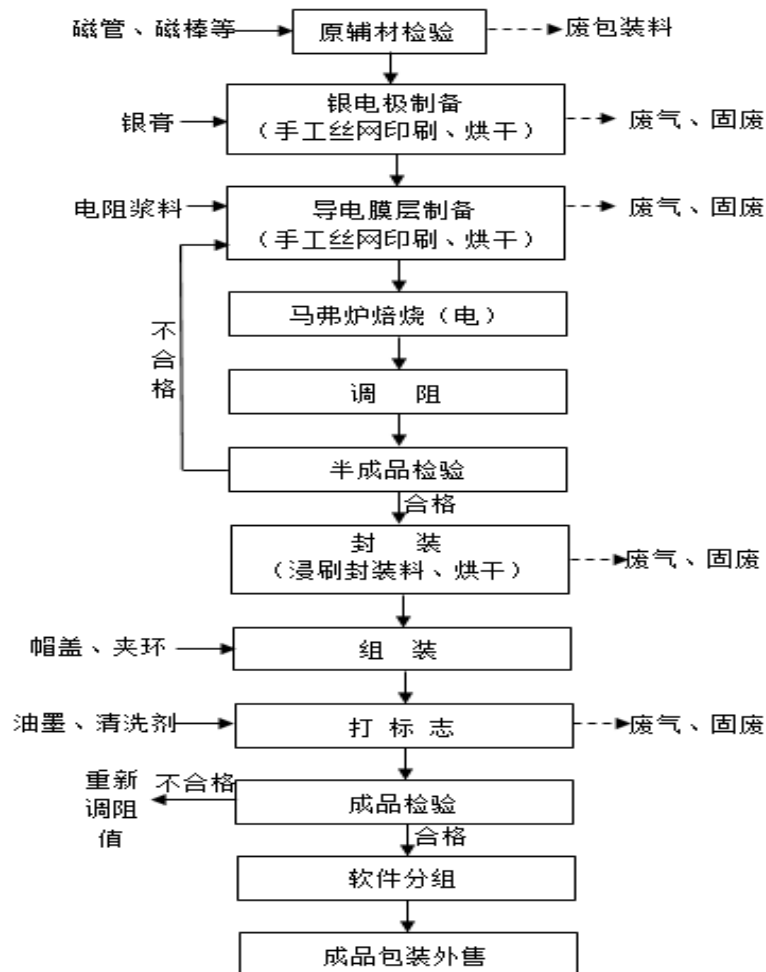 磁管、磁棒等
原辅材检验
废包装料
银膏
银电极制备
（手工丝网印刷、烘干）
废气、固废
电阻浆料
导电膜层制备
（手工丝网印刷、烘干）
废气、固废
马弗炉焙烧（电）
不合格
调 阻
半成品检验
合格
封 装
（浸刷封装料、烘干）
废气、固废
帽盖、夹环
组 装
油墨、清洗剂
打 标 志
废气、固废
重新
调阻
值
不合格
成品检验
合格
软件分组
成品包装外售